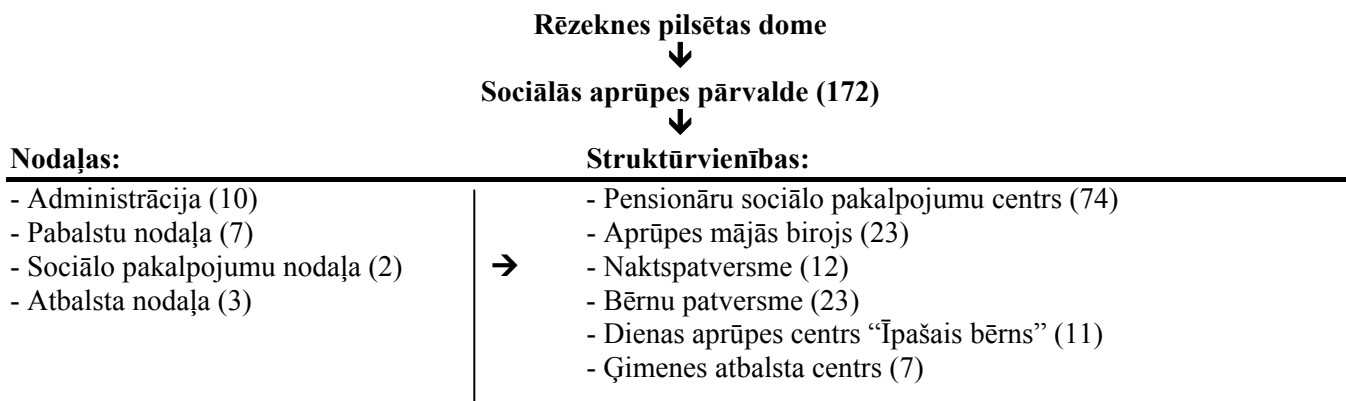 Rēzeknes pilsētas dome
🡻
Sociālās aprūpes pārvalde (172)
🡻
Nodaļas:
Struktūrvienības:
- Administrācija (10)
- Pabalstu nodaļa (7)
- Sociālo pakalpojumu nodaļa (2)
- Atbalsta nodaļa (3)
➔
- Pensionāru sociālo pakalpojumu centrs (74)
- Aprūpes mājās birojs (23)
- Naktspatversme (12)
- Bērnu patversme (23)
- Dienas aprūpes centrs “Īpašais bērns” (11)
- Ģimenes atbalsta centrs (7)